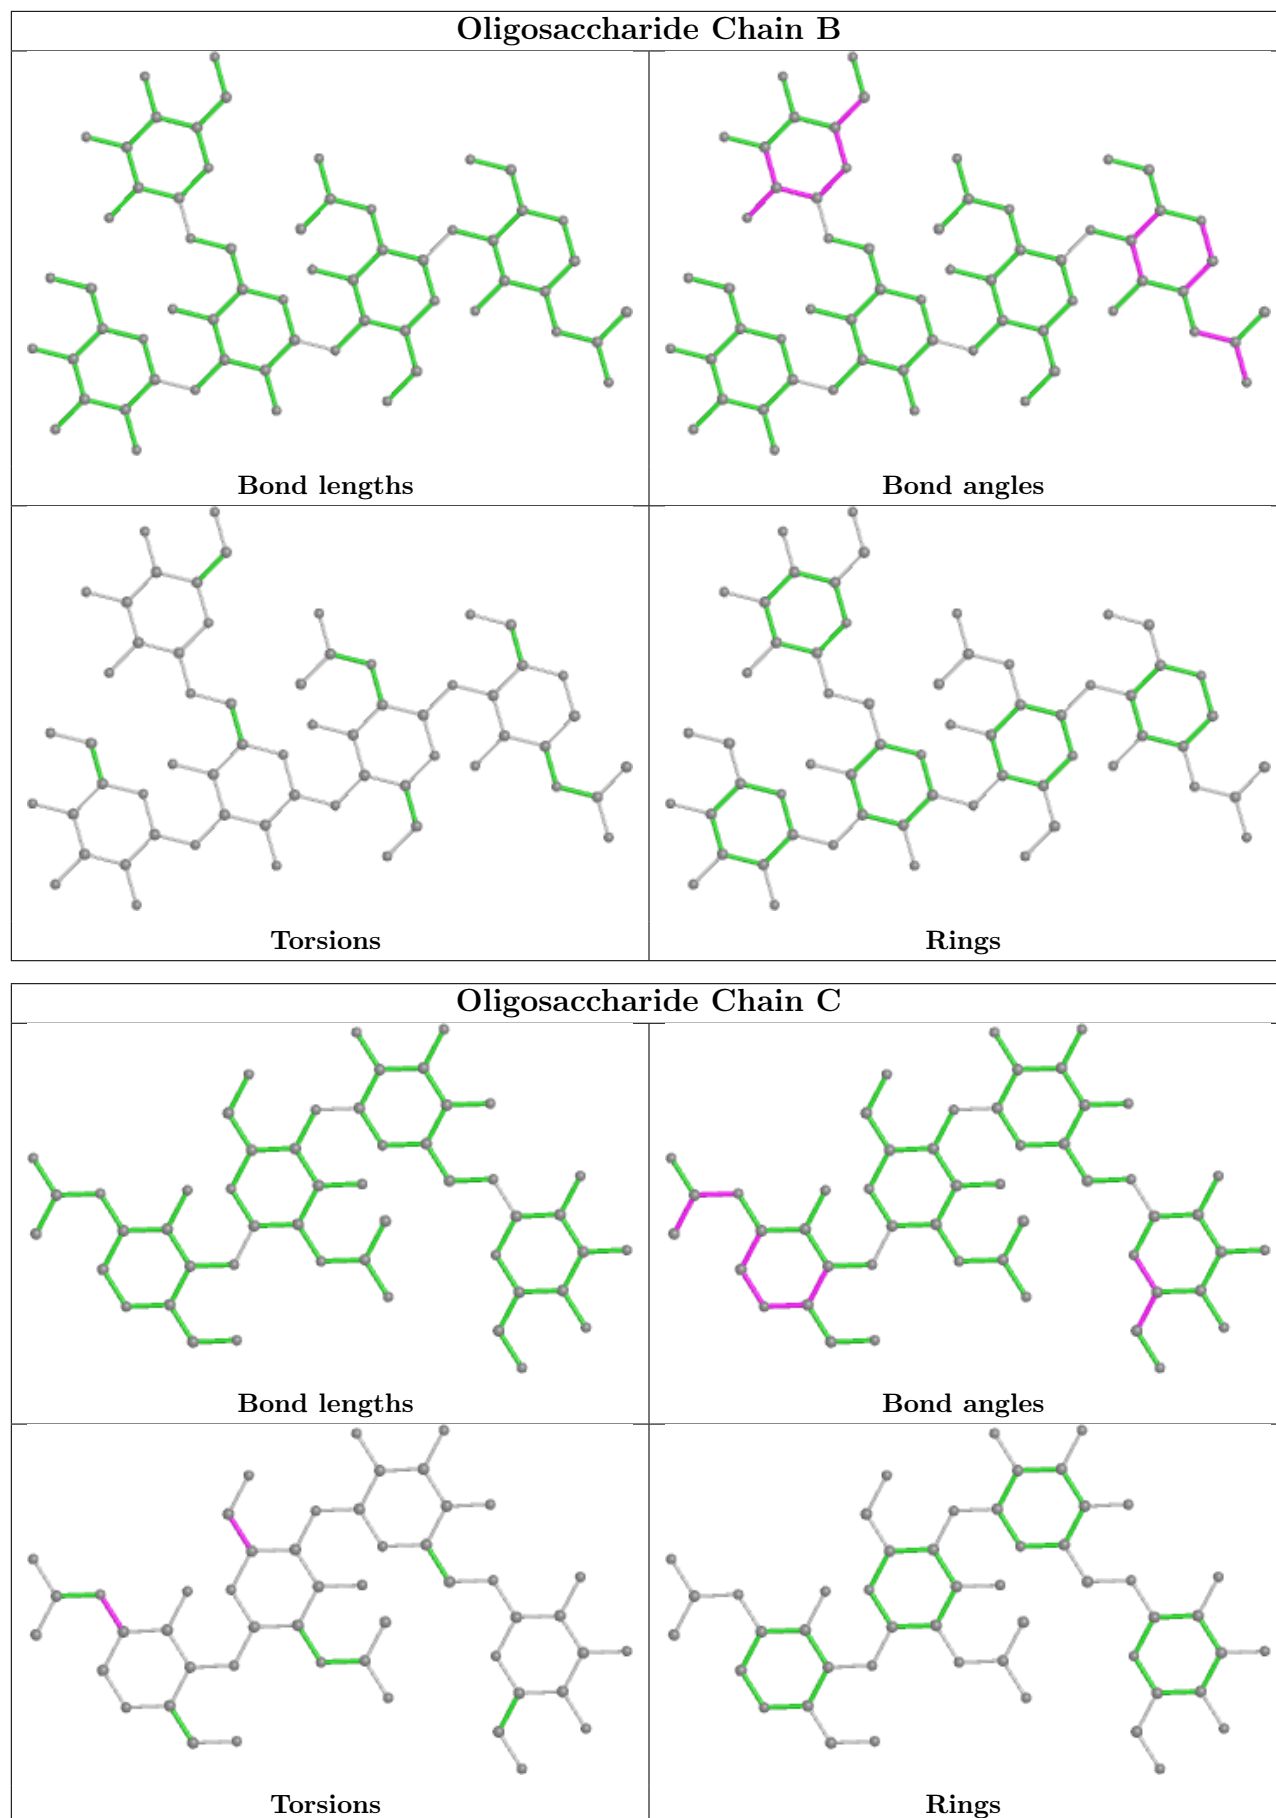 Oligosaccharide Chain B
Bond lengths
Bond angles
Torsions
Rings
Oligosaccharide Chain C
Bond lengths
Bond angles
Torsions
Rings